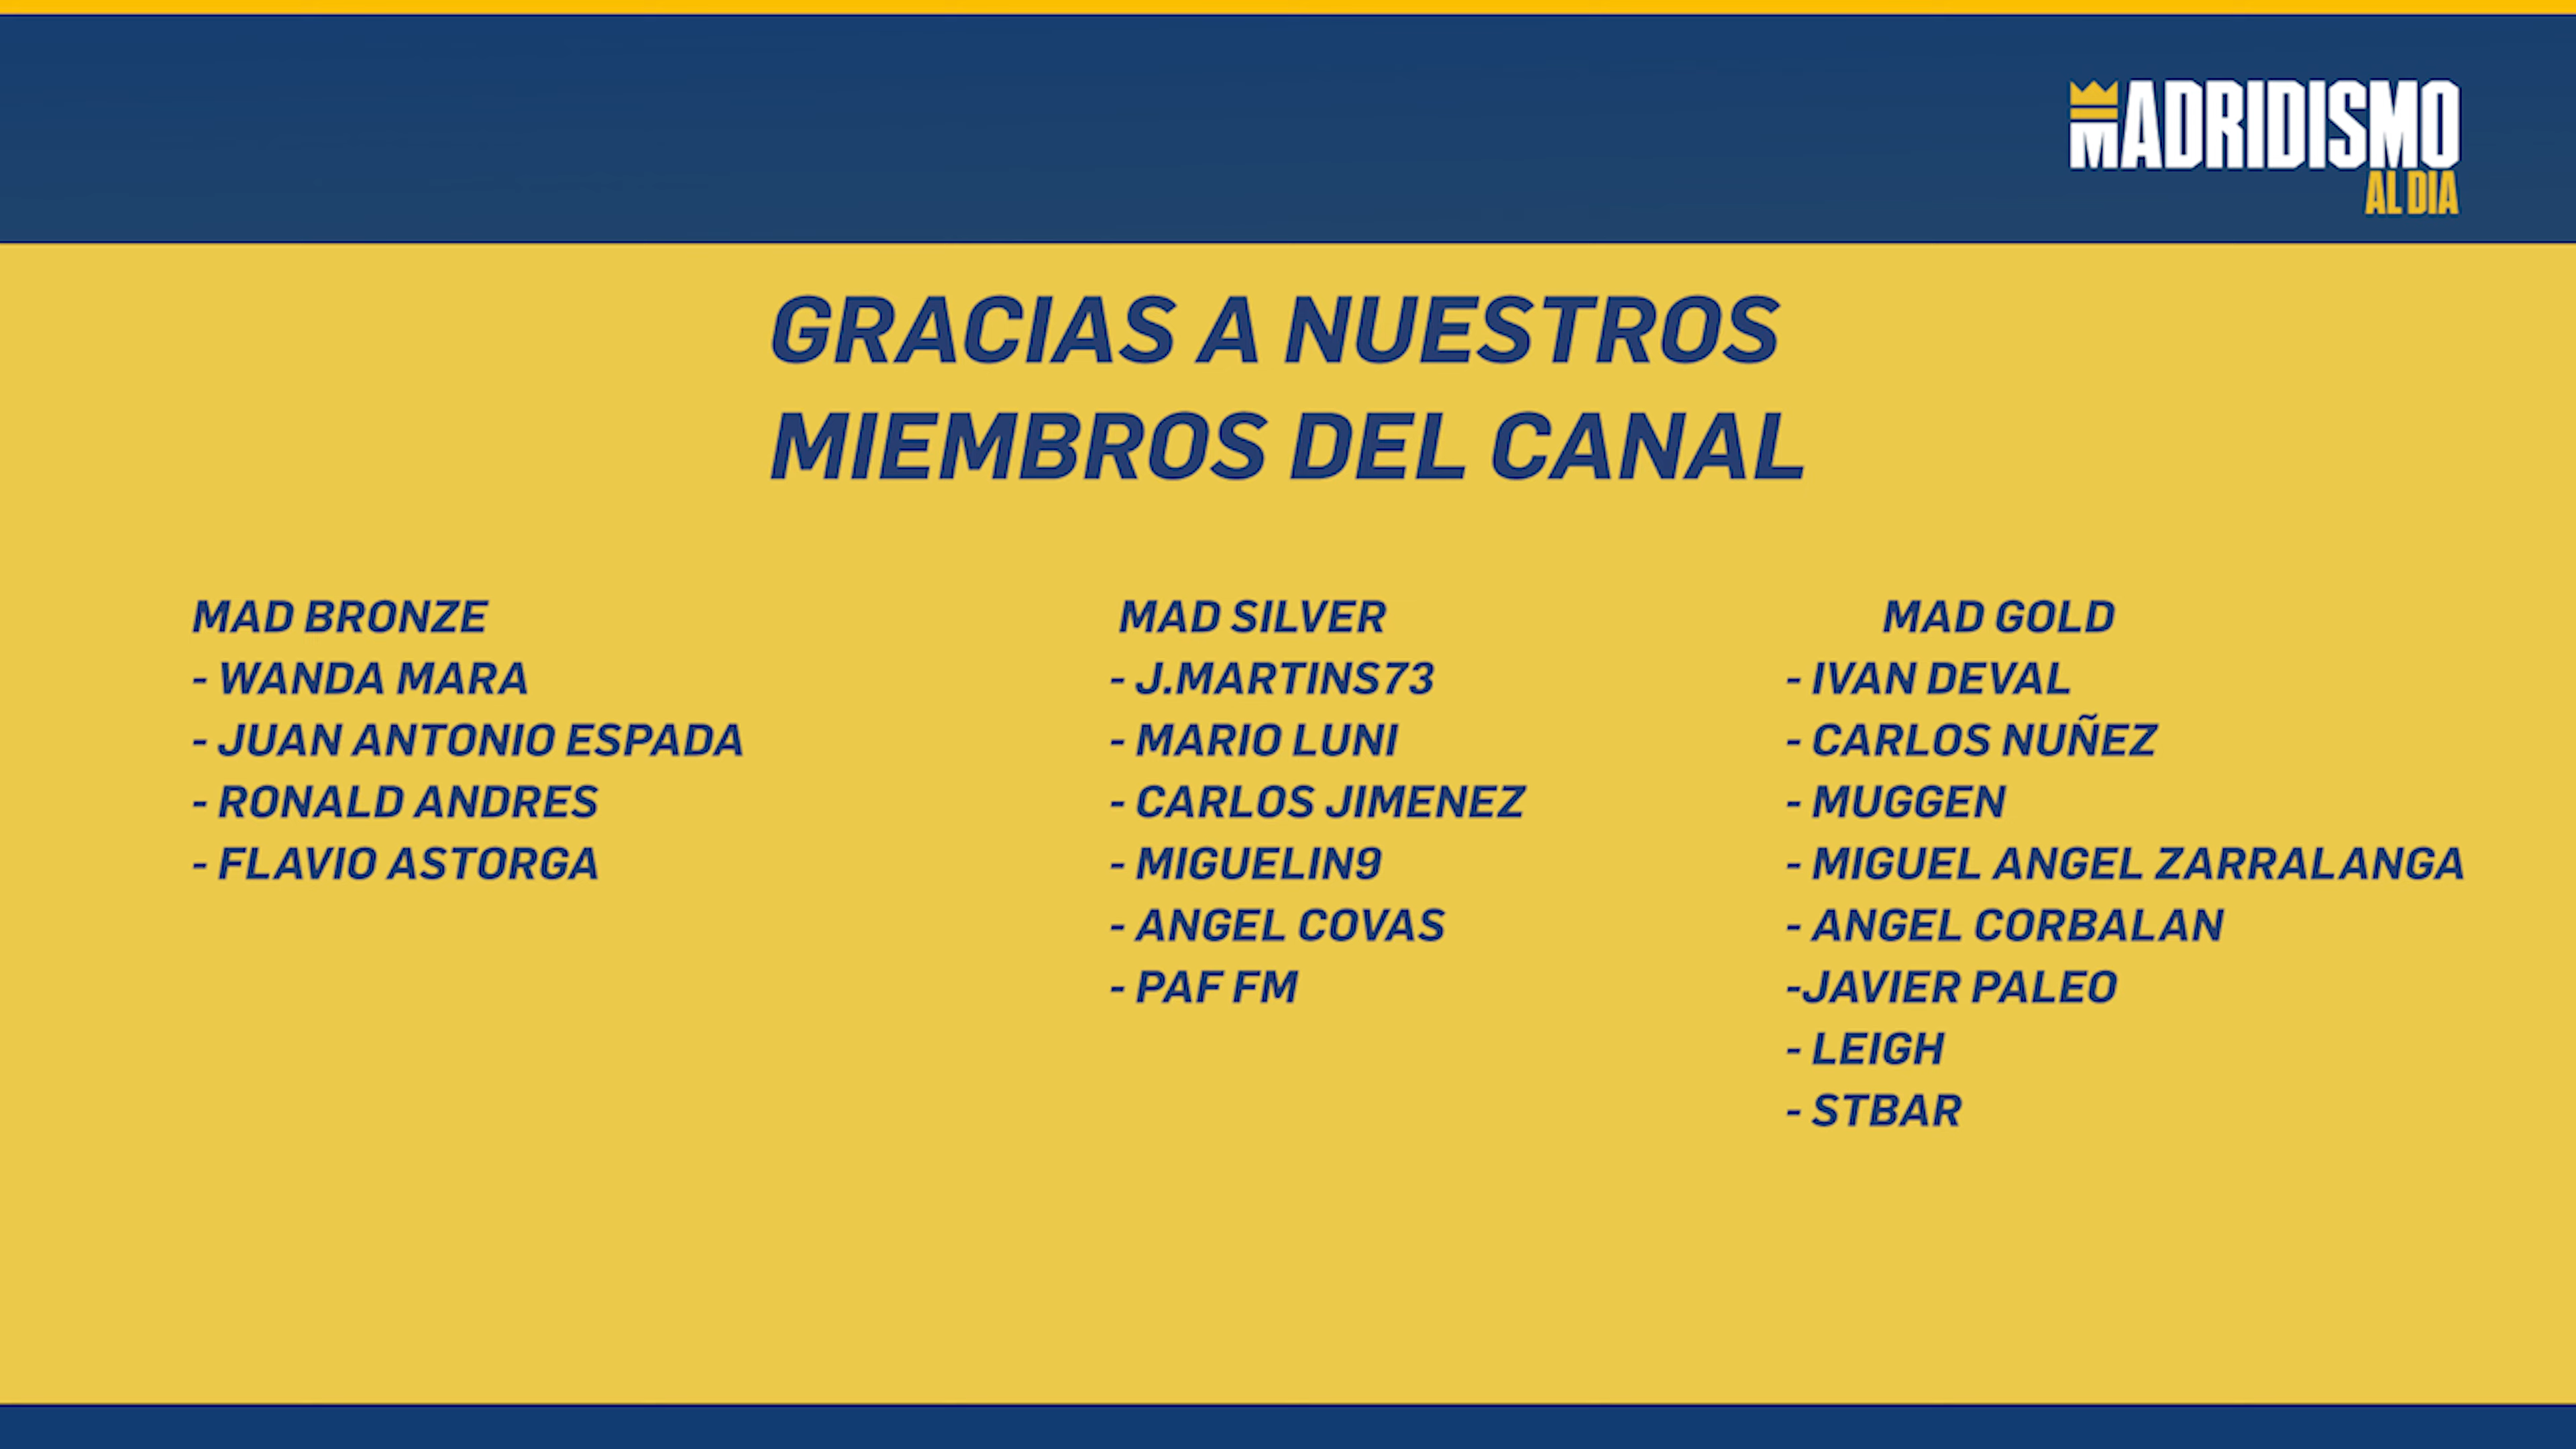 MADRIDISMO
AL DIA
GRACIAS A NUESTROS
MIEMBROS DEL CANAL
MAD BRONZE
- WANDA MARA
- JUAN ANTONIO ESPADA
- RONALD ANDRES
- FLAVIO ASTORGA
MAD SILVER
- J.MARTINS73
- MARIO LUNI
- CARLOS JIMENEZ
- MIGUELIN9
- ANGEL COVAS
- PAF FM
MAD GOLD
- IVAN DEVAL
- CARLOS NUÑEZ
- MUGGEN
- MIGUEL ANGEL ZARRALANGA
- ANGEL CORBALAN
-JAVIER PALEO
- LEIGH
- STBAR